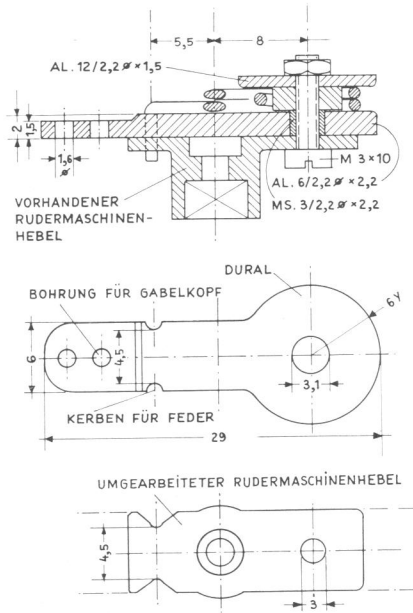 5,5
8
AL. 12/2,2 ⌀ × 1,5
2
1,5
1,6
⌀
M 3 × 10
AL. 6/2,2 ⌀ × 2,2
MS. 3/2,2 ⌀ × 2,2
VORHANDENER
RUDERMASCHINEN-
HEBEL
DURAL
BOHRUNG FÜR GABELKOPF
6
4,5
3,1
KERBEN FÜR FEDER
29
UMGEARBEITETER RUDERMASCHINENHEBEL
4,5
3